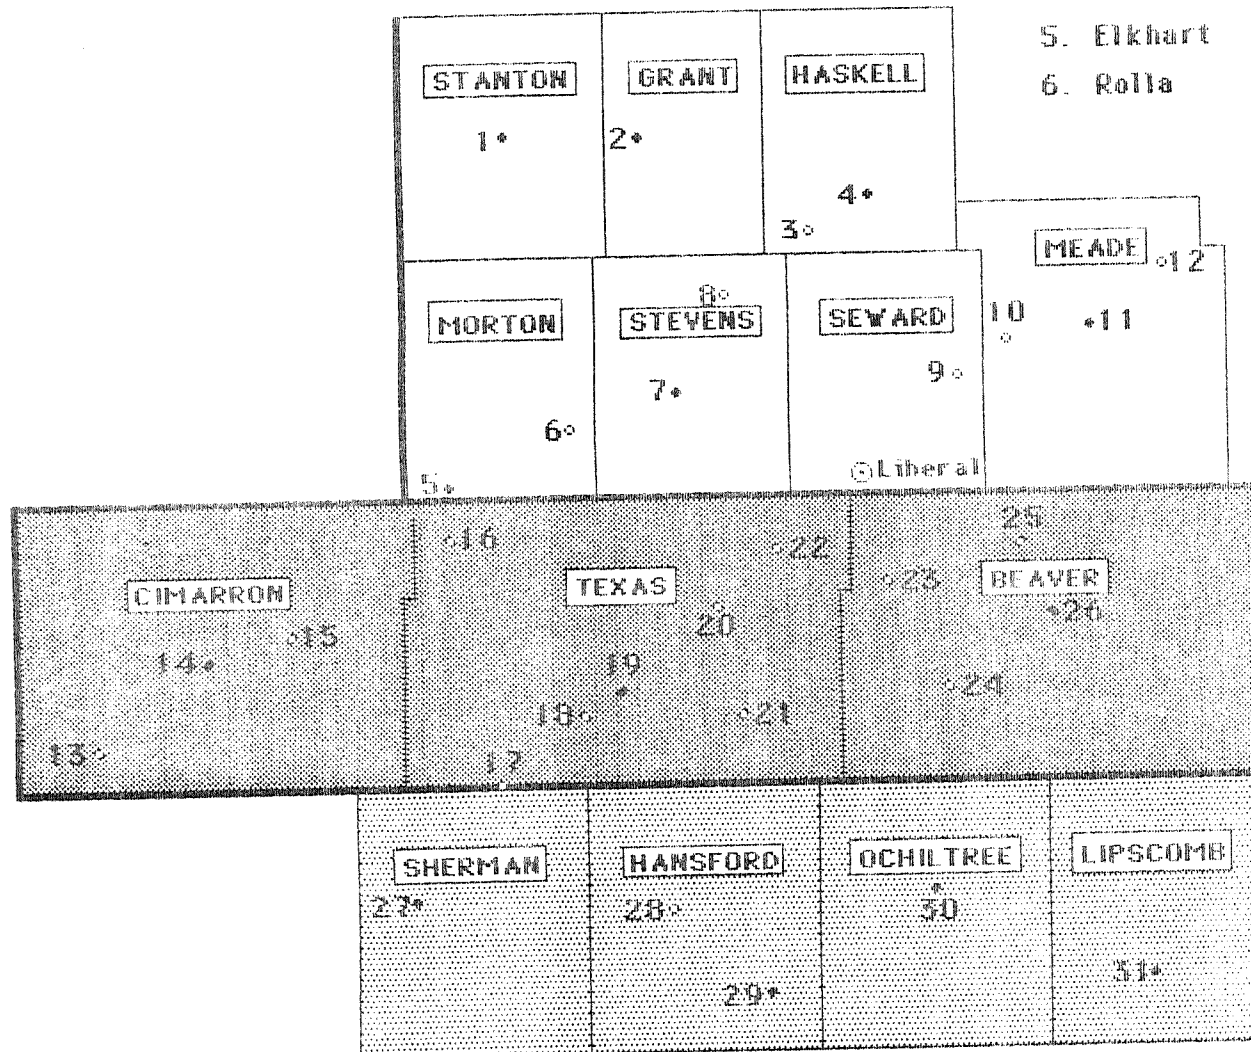 5. Elkhart
6. Rolla
STANTON GRANT HASKELL
1 2
4
3
MEADE 12
8
MORTON STEVENS SEWARD 10 11
9
7
6
Liberal
5
25
16 22
CIMARRON TEXAS 23 BEAVER
20 26
15
14 19
24
18 21
13 17
SHERMAN HANSFORD OCHILTREE LIPSCOMB
27 28 30
31
29